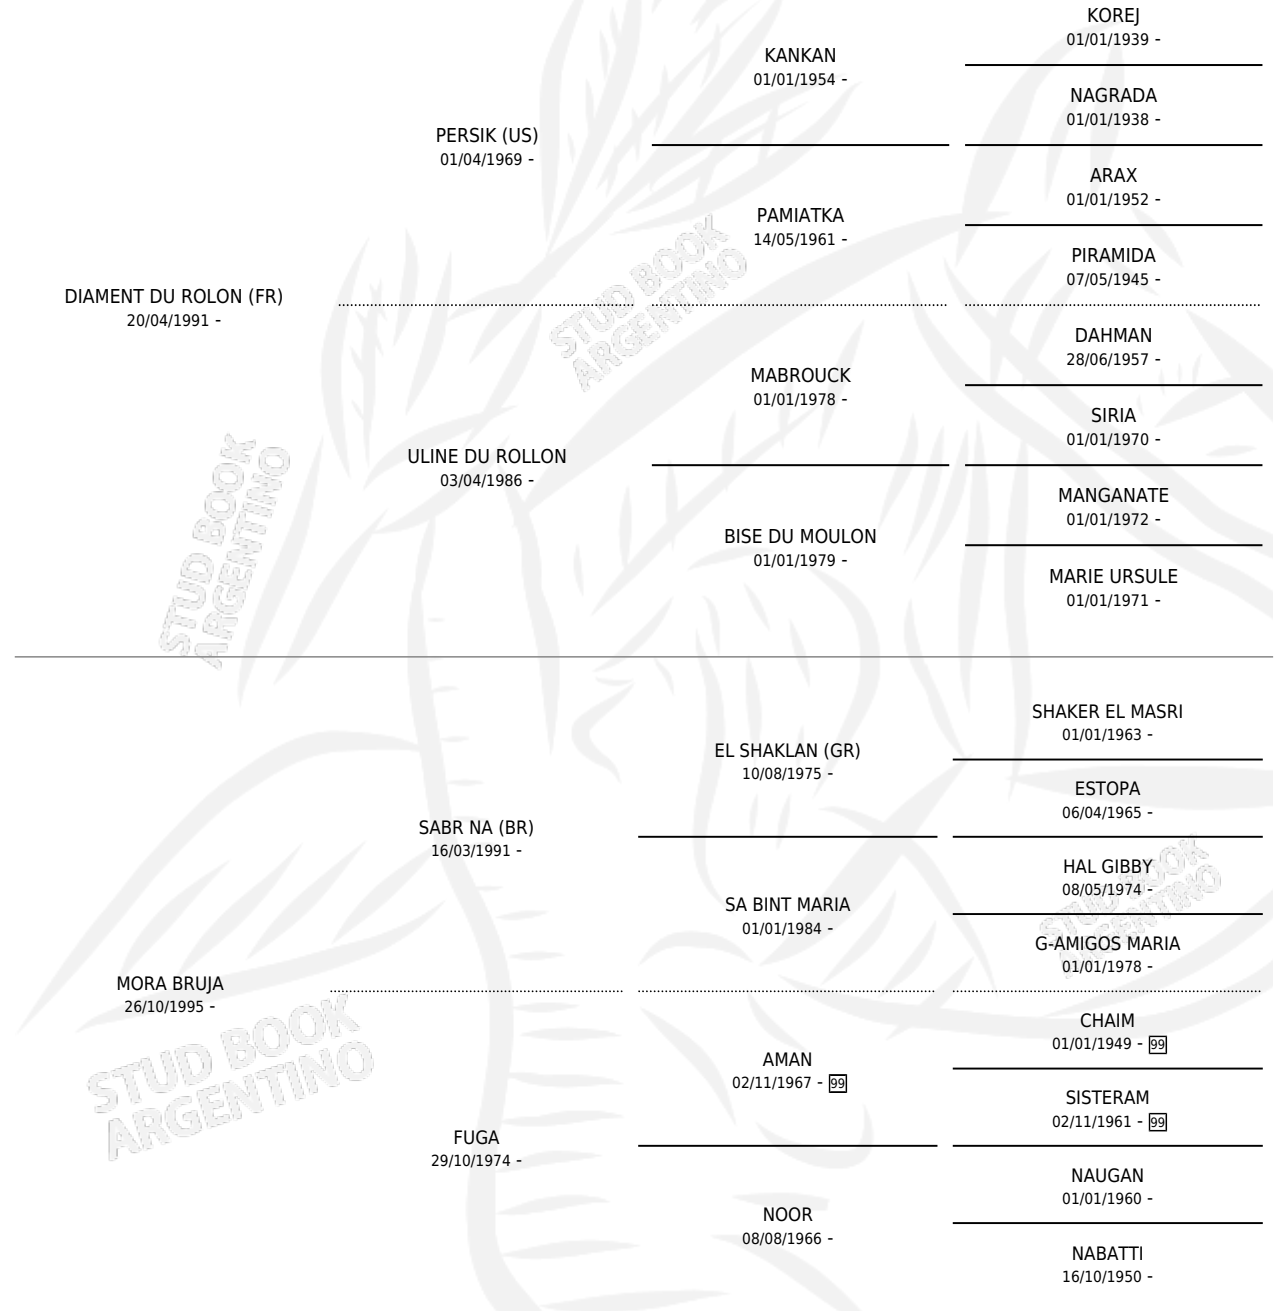 KOREJ
01/01/1939 -
KANKAN
01/01/1954 -
NAGRADA
01/01/1938 -
PERSIK (US)
01/04/1969 -
ARAX
01/01/1952 -
PAMIATKA
14/05/1961 -
PIRAMIDA
07/05/1945 -
DIAMENT DU ROLON (FR)
20/04/1991 -
DAHMAN
28/06/1957 -
MABROUCK
01/01/1978 -
SIRIA
01/01/1970 -
ULINE DU ROLLON
03/04/1986 -
MANGANATE
01/01/1972 -
BISE DU MOULON
01/01/1979 -
MARIE URSULE
01/01/1971 -
STUD BOOK
ARGENTINO
STUD BOOK
ARGENTINO
SHAKER EL MASRI
01/01/1963 -
EL SHAKLAN (GR)
10/08/1975 -
ESTOPA
06/04/1965 -
SABR NA (BR)
16/03/1991 -
HAL GIBBY
08/05/1974 -
SA BINT MARIA
01/01/1984 -
G-AMIGOS MARIA
01/01/1978 -
STUD BOOK
ARGENTINO
MORA BRUJA
26/10/1995 -
CHAIM
01/01/1949 - 99
AMAN
02/11/1967 - 99
SISTERAM
02/11/1961 - 99
FUGA
29/10/1974 -
NAUGAN
01/01/1960 -
NOOR
08/08/1966 -
NABATTI
16/10/1950 -
STUD BOOK
ARGENTINO